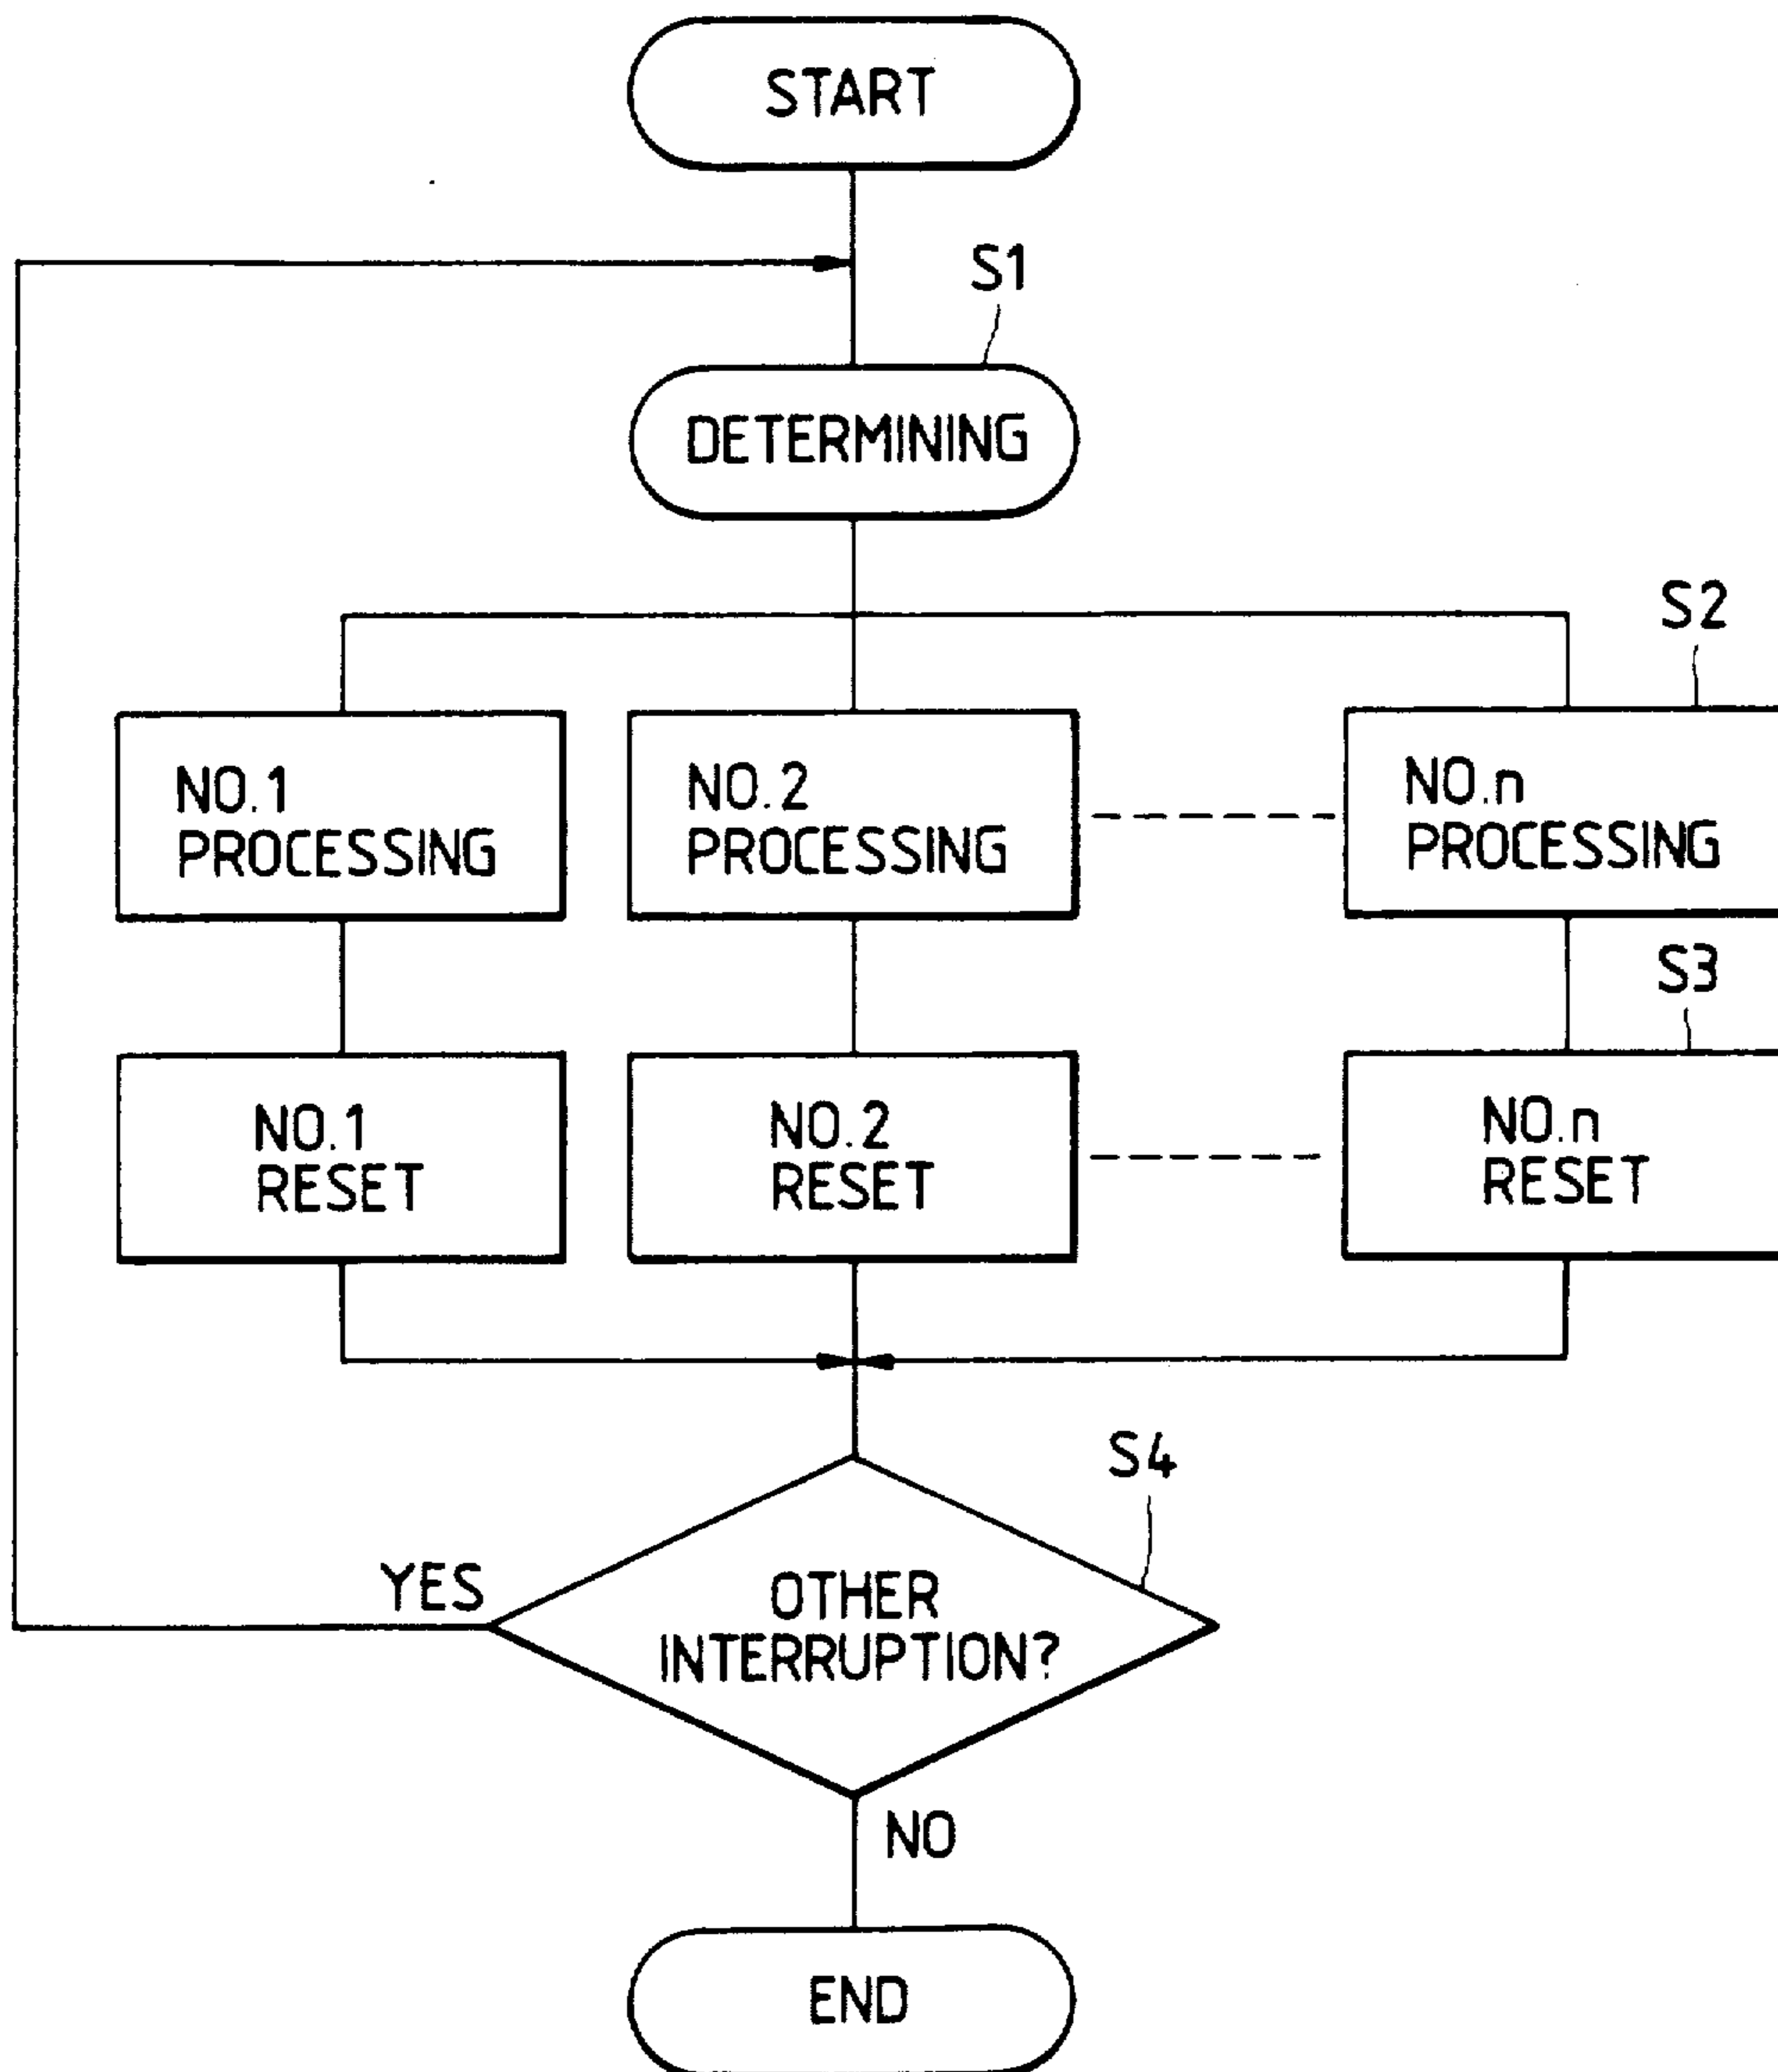 START
S1
DETERMINING
S2
NO.1
PROCESSING
NO.2
PROCESSING
NO.n
PROCESSING
S3
NO.1
RESET
NO.2
RESET
NO.n
RESET
S4
YES
OTHER
INTERRUPTION?
NO
END